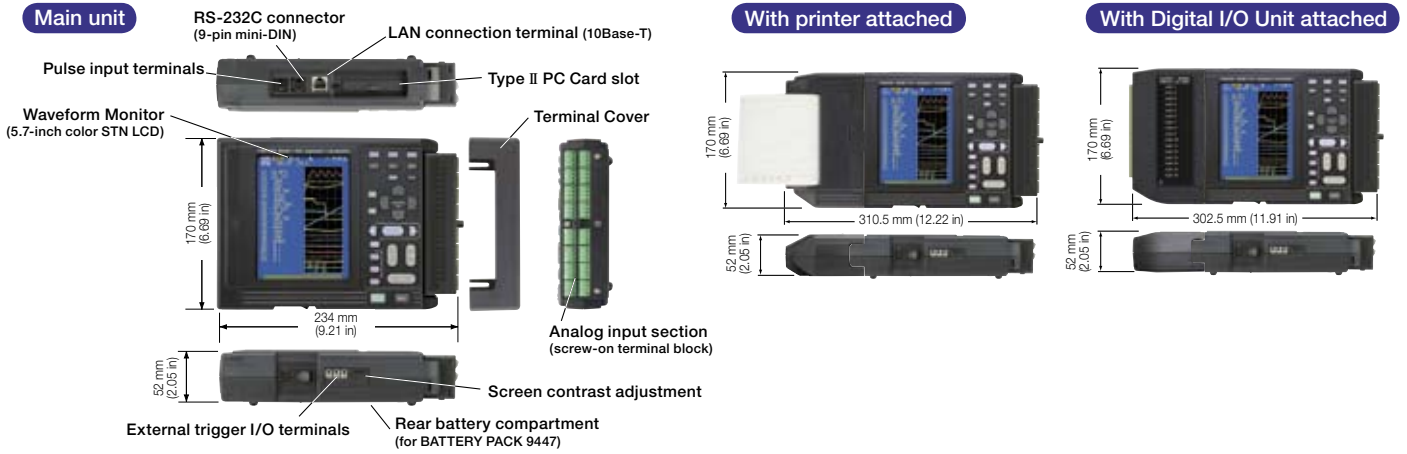 Main unit
RS-232C connector
(9-pin mini-DIN)
LAN connection terminal (10Base-T)
Pulse input terminals
Type II PC Card slot
Waveform Monitor
(5.7-inch color STN LCD)
Terminal Cover
170 mm
(6.69 in)
234 mm
(9.21 in)
Analog input section
(screw-on terminal block)
52 mm
(2.05 in)
Screen contrast adjustment
External trigger I/O terminals
Rear battery compartment
(for BATTERY PACK 9447)
With printer attached
170 mm
(6.69 in)
310.5 mm (12.22 in)
52 mm
(2.05 in)
With Digital I/O Unit attached
170 mm
(6.69 in)
302.5 mm (11.91 in)
52 mm
(2.05 in)